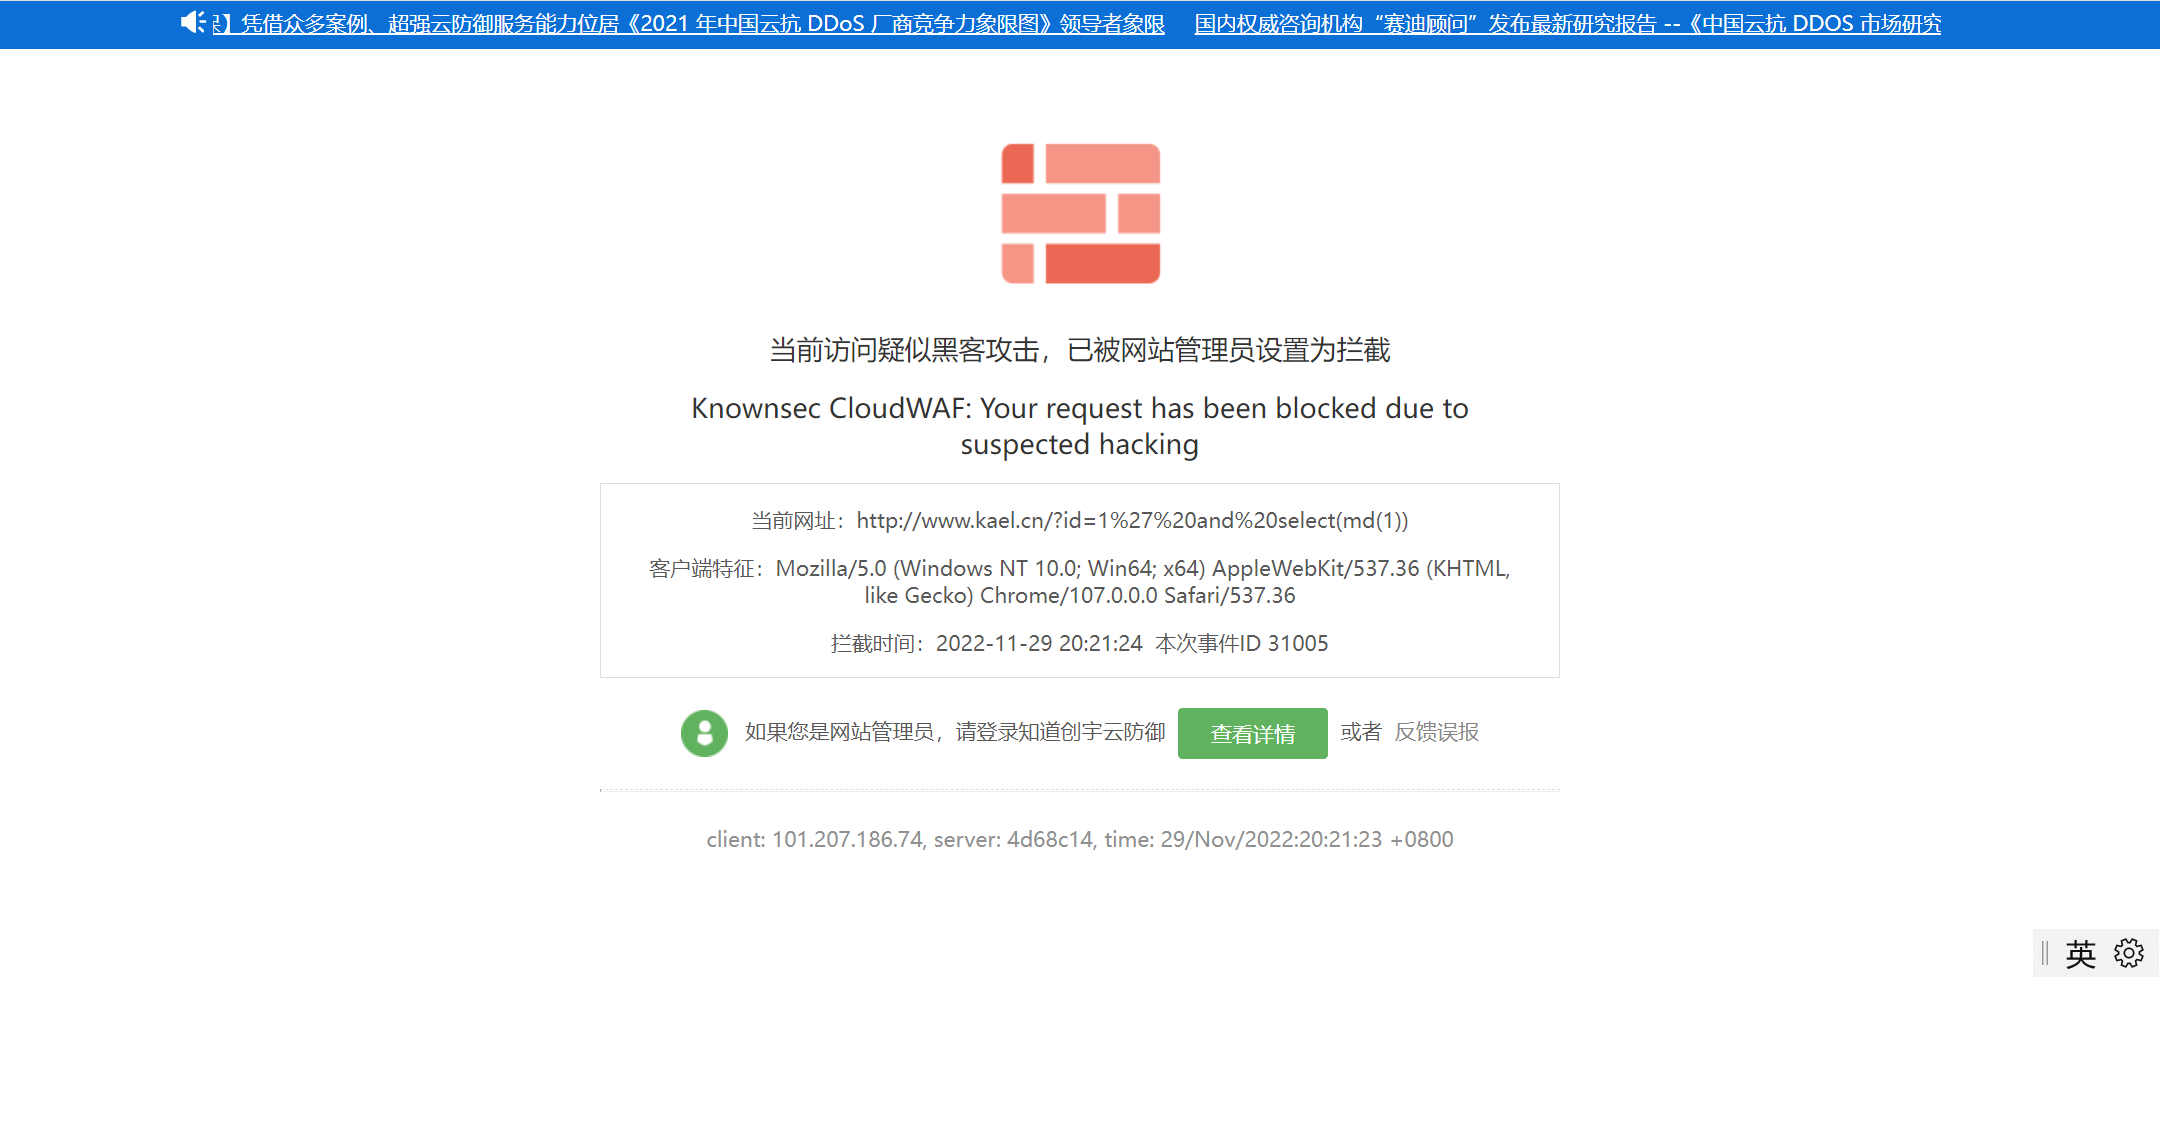 】凭借众多案例、超强云防御服务能力位居《2021 年中国云抗 DDoS 厂商竞争力象限图》领导者象限 国内权威咨询机构“赛迪顾问”发布最新研究报告 --《中国云抗 DDOS 市场研究
当前访问疑似黑客攻击，已被网站管理员设置为拦截
Knownsec CloudWAF: Your request has been blocked due to
suspected hacking
当前网址：http://www.kael.cn/?id=1%27%20and%20select(md(1))
客户端特征：Mozilla/5.0 (Windows NT 10.0; Win64; x64) AppleWebKit/537.36 (KHTML,
like Gecko) Chrome/107.0.0.0 Safari/537.36
拦截时间：2022-11-29 20:21:24 本次事件ID 31005
如果您是网站管理员，请登录知道创宇云防御 查看详情 或者 反馈误报
client: 101.207.186.74, server: 4d68c14, time: 29/Nov/2022:20:21:23 +0800
英